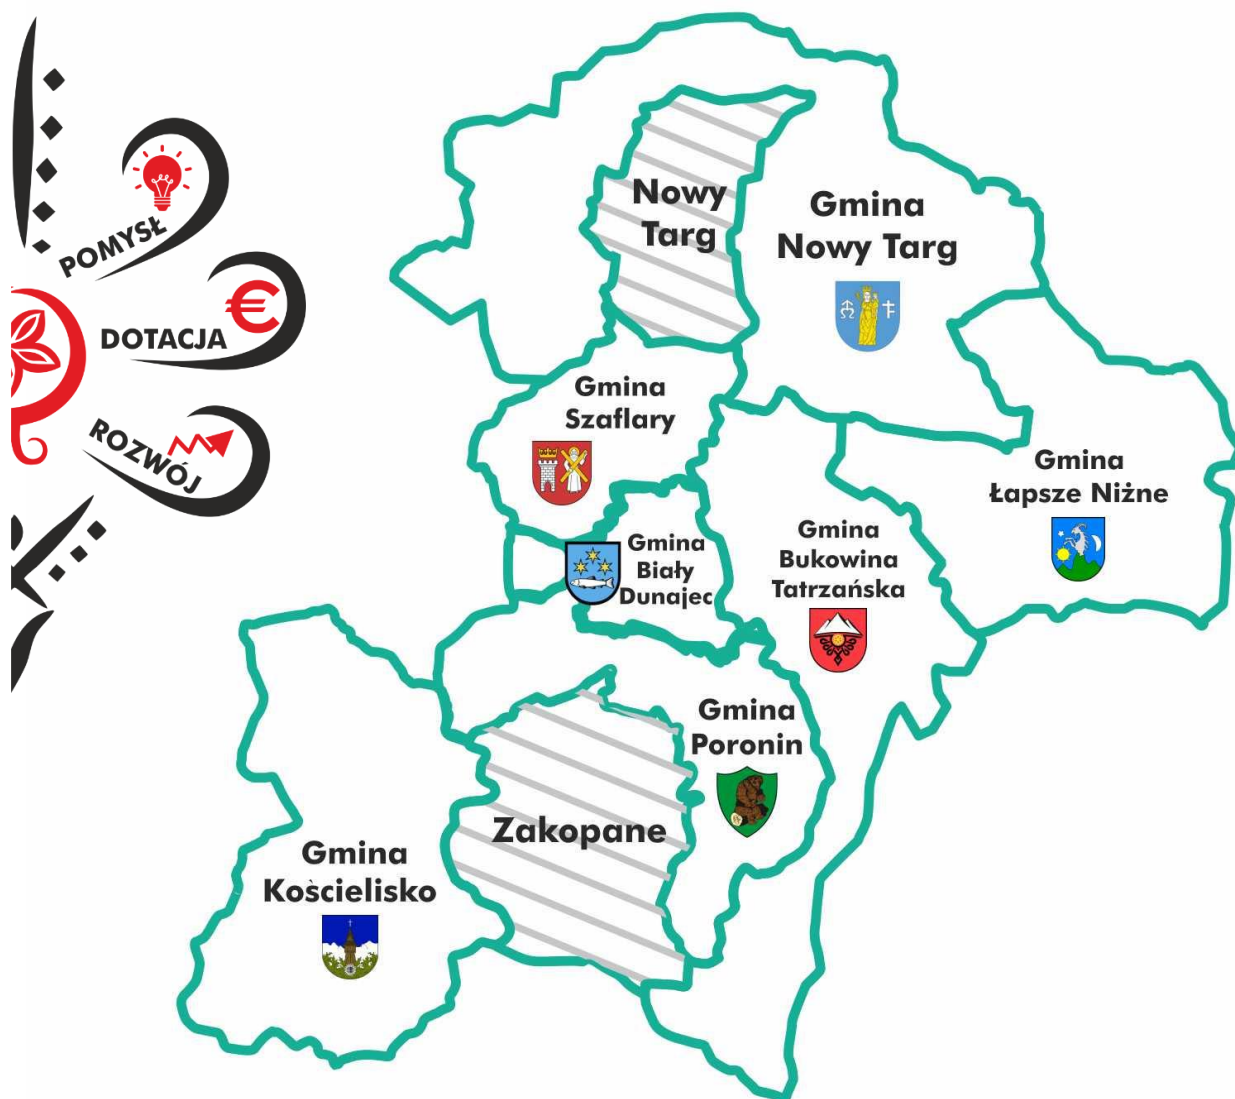 POMYSŁ
DOTACJA
€
ROZWÓJ
Nowy
Targ
Gmina
Nowy Targ
Gmina
Szaflary
Gmina
Łapsze Niżne
Gmina
Biały
Dunajec
Gmina
Bukowina
Tatrzańska
Gmina
Poronin
Zakopane
Gmina
Kościelisko